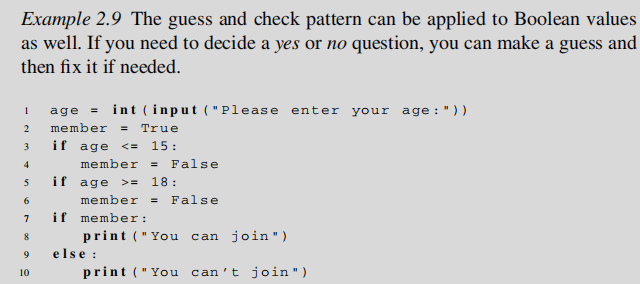 Example 2.9 The guess and check pattern can be applied to Boolean values
as well. If you need to decide a yes or no question, you can make a guess and
then fix it if needed.
1 age = int(input("Please enter your age:"))
2 member = True
3 if age <= 15:
4     member = False
5 if age >= 18:
6     member = False
7 if member:
8     print("You can join")
9 else:
10     print("You can't join")